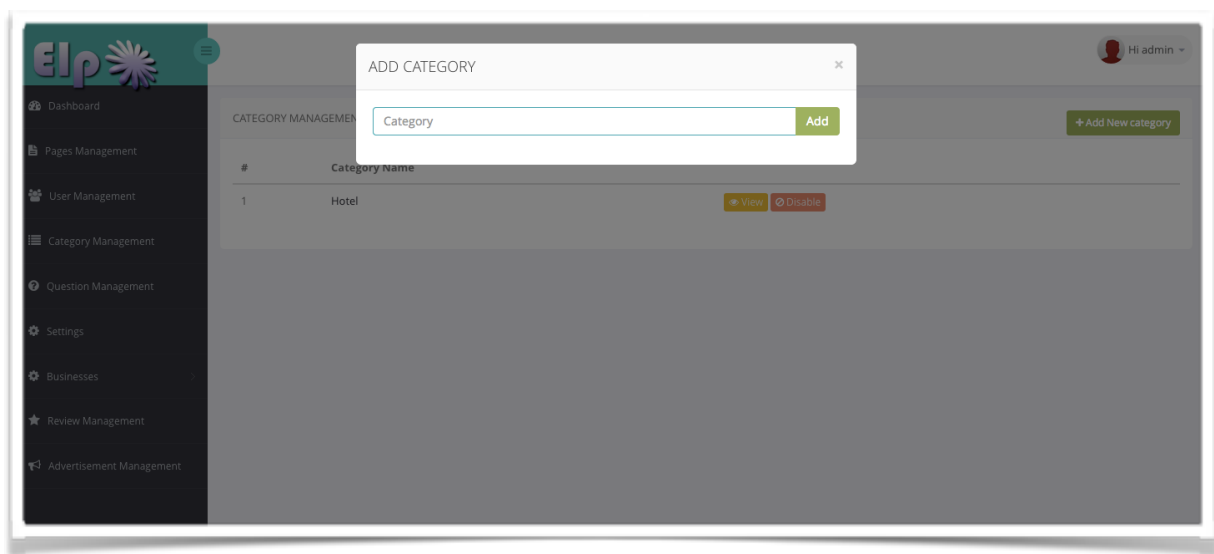 Elp
Hi admin
ADD CATEGORY
×
Dashboard
CATEGORY MANAGEMEN
Category
Add
+ Add New category
Pages Management
# Category Name
User Management
1 Hotel View Disable
Category Management
Question Management
Settings
Businesses
Review Management
Advertisement Management